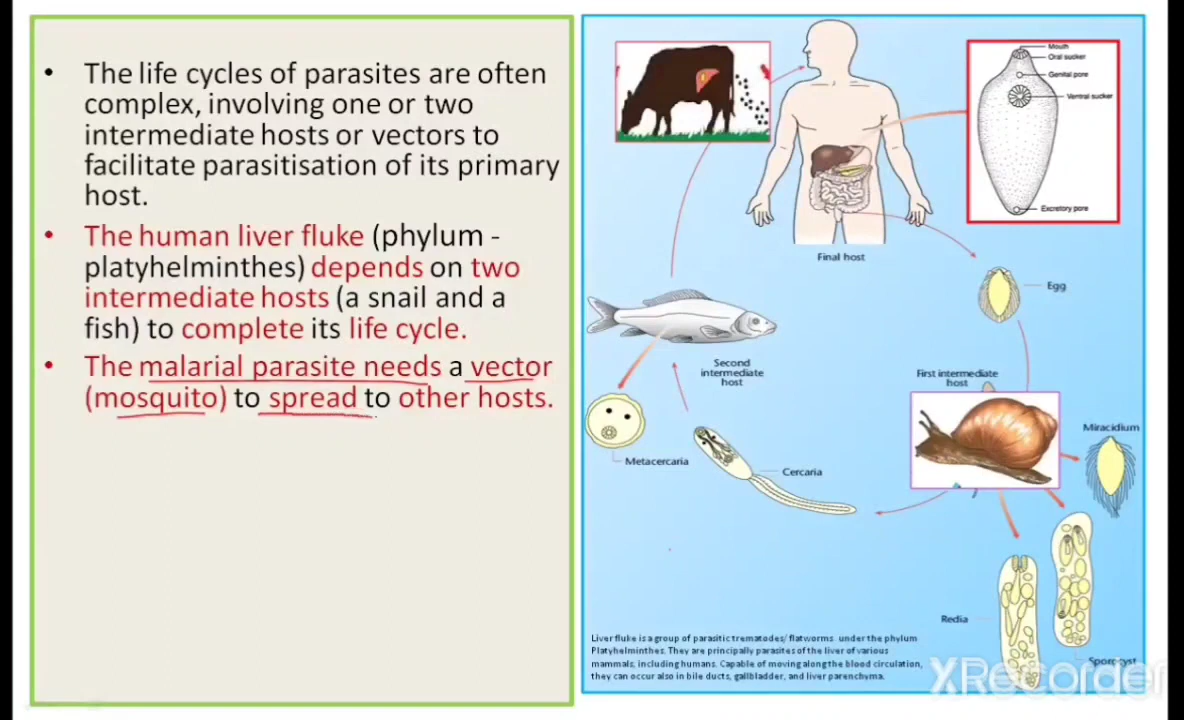 • The life cycles of parasites are often
complex, involving one or two
intermediate hosts or vectors to
facilitate parasitisation of its primary
host.
• The human liver fluke (phylum -
platyhelminthes) depends on two
intermediate hosts (a snail and a
fish) to complete its life cycle.
• The malarial parasite needs a vector
(mosquito) to spread to other hosts.
Mouth
Oral sucker
Genital pore
Ventral sucker
Excretory pore
Final host
Egg
Second
intermediate
host
First intermediate
host
Miracidium
Metacercaria
Cercaria
Redia
Sporocyst
Liver fluke is a group of parasitic trematodes/ flatworms under the phylum
Platyhelminthes. They are principally parasites of the liver of various
mammals, including humans. Capable of moving along the blood circulation,
they can occur also in bile ducts, gallbladder, and liver parenchyma.
XRecorder